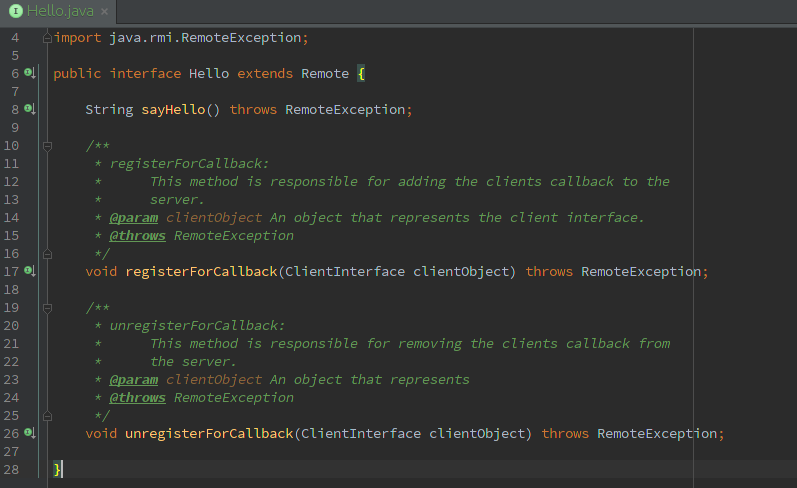 I Hello.java ×
4 import java.rmi.RemoteException;
5
6 public interface Hello extends Remote {
7
8 String sayHello() throws RemoteException;
9
10 /**
11 * registerForCallback:
12 * This method is responsible for adding the clients callback to the
13 * server.
14 * @param clientObject An object that represents the client interface.
15 * @throws RemoteException
16 */
17 void registerForCallback(ClientInterface clientObject) throws RemoteException;
18
19 /**
20 * unregisterForCallback:
21 * This method is responsible for removing the clients callback from
22 * the server.
23 * @param clientObject An object that represents
24 * @throws RemoteException
25 */
26 void unregisterForCallback(ClientInterface clientObject) throws RemoteException;
27
28 }